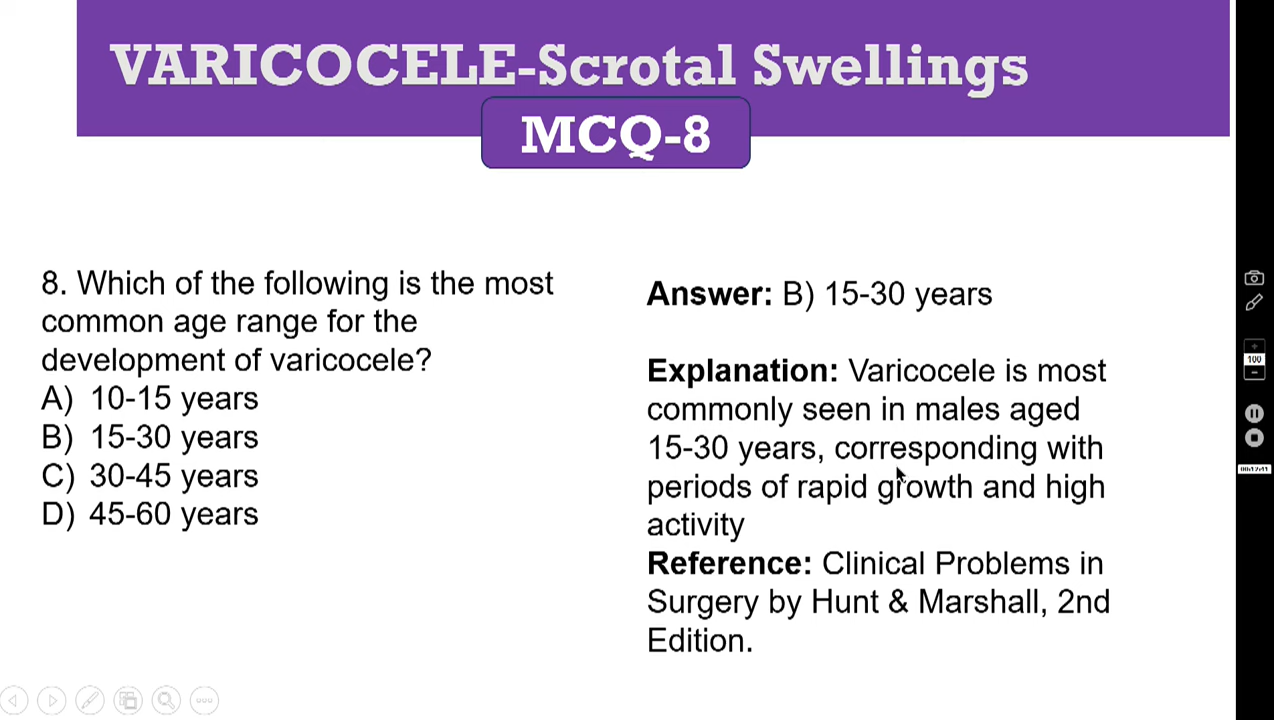 VARICOCELE-Scrotal Swellings
MCQ-8
8. Which of the following is the most
common age range for the
development of varicocele?
A) 10-15 years
B) 15-30 years
C) 30-45 years
D) 45-60 years
Answer: B) 15-30 years
Explanation: Varicocele is most
commonly seen in males aged
15-30 years, corresponding with
periods of rapid growth and high
activity
Reference: Clinical Problems in
Surgery by Hunt & Marshall, 2nd
Edition.
100